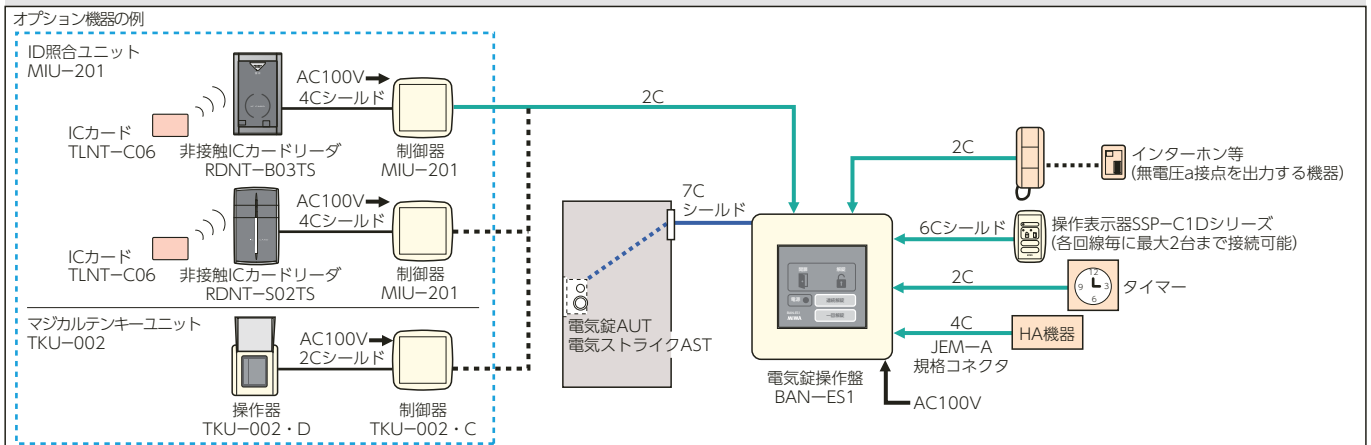 オプション機器の例
ID照合ユニット
MIU−201
AC100V
4Cシールド
ICカード
TLNT−C06
非接触ICカードリーダ
RDNT−B03TS
制御器
MIU−201
AC100V
4Cシールド
ICカード
TLNT−C06
非接触ICカードリーダ
RDNT−S02TS
制御器
MIU−201
マジカルテンキーユニット
TKU−002
AC100V
2Cシールド
操作器
TKU−002・D
制御器
TKU−002・C
2C
7C
シールド
電気錠AUT
電気ストライクAST
電気錠操作盤
BAN−ES1
AC100V
2C
インターホン等
(無電圧a接点を出力する機器)
6Cシールド
操作表示器SSP−C1Dシリーズ
(各回線毎に最大2台まで接続可能)
2C
12
9
3
6
タイマー
4C
JEM−A
規格コネクタ
HA機器
MIWA